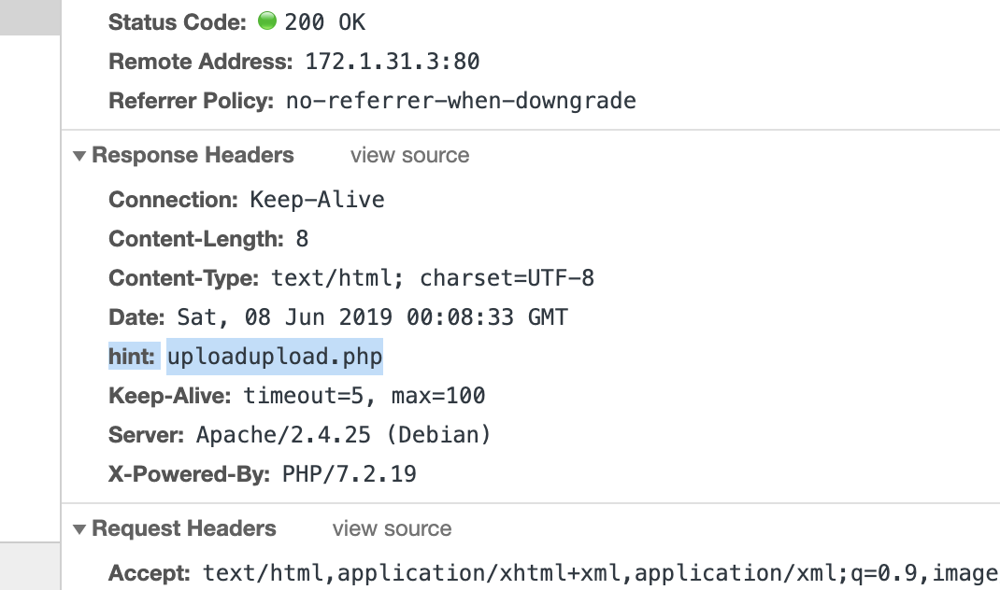 Status Code: 200 OK
Remote Address: 172.1.31.3:80
Referrer Policy: no-referrer-when-downgrade
Response Headers view source
Connection: Keep-Alive
Content-Length: 8
Content-Type: text/html; charset=UTF-8
Date: Sat, 08 Jun 2019 00:08:33 GMT
hint: uploadupload.php
Keep-Alive: timeout=5, max=100
Server: Apache/2.4.25 (Debian)
X-Powered-By: PHP/7.2.19
Request Headers view source
Accept: text/html,application/xhtml+xml,application/xml;q=0.9,image